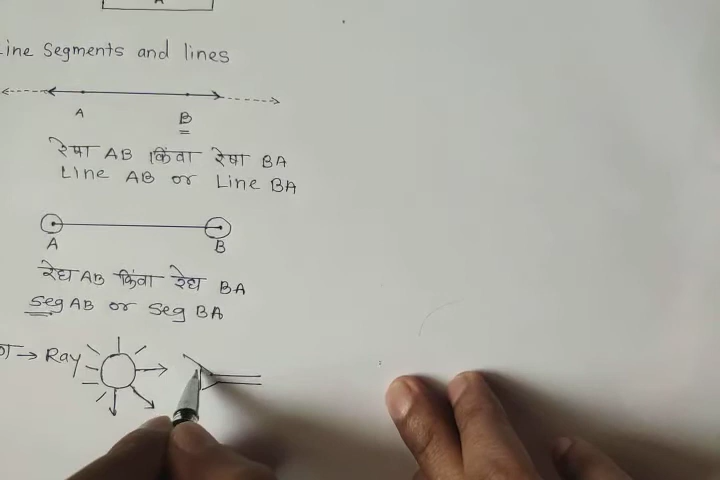 A
Line Segments and lines
A B
रेषा AB किंवा रेषा BA
Line AB or Line BA
A B
रेषा AB किंवा रेषा BA
Seg AB or Seg BA
→ Ray